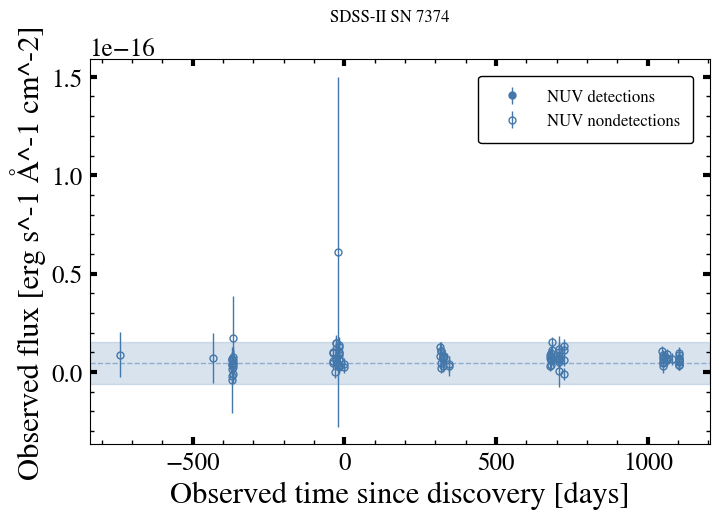 SDSS-II SN 7374
1e−16
Observed flux [erg s^-1 Å^-1 cm^-2]
1.5
1.0
0.5
0.0
NUV detections
NUV nondetections
−500
0
500
1000
Observed time since discovery [days]